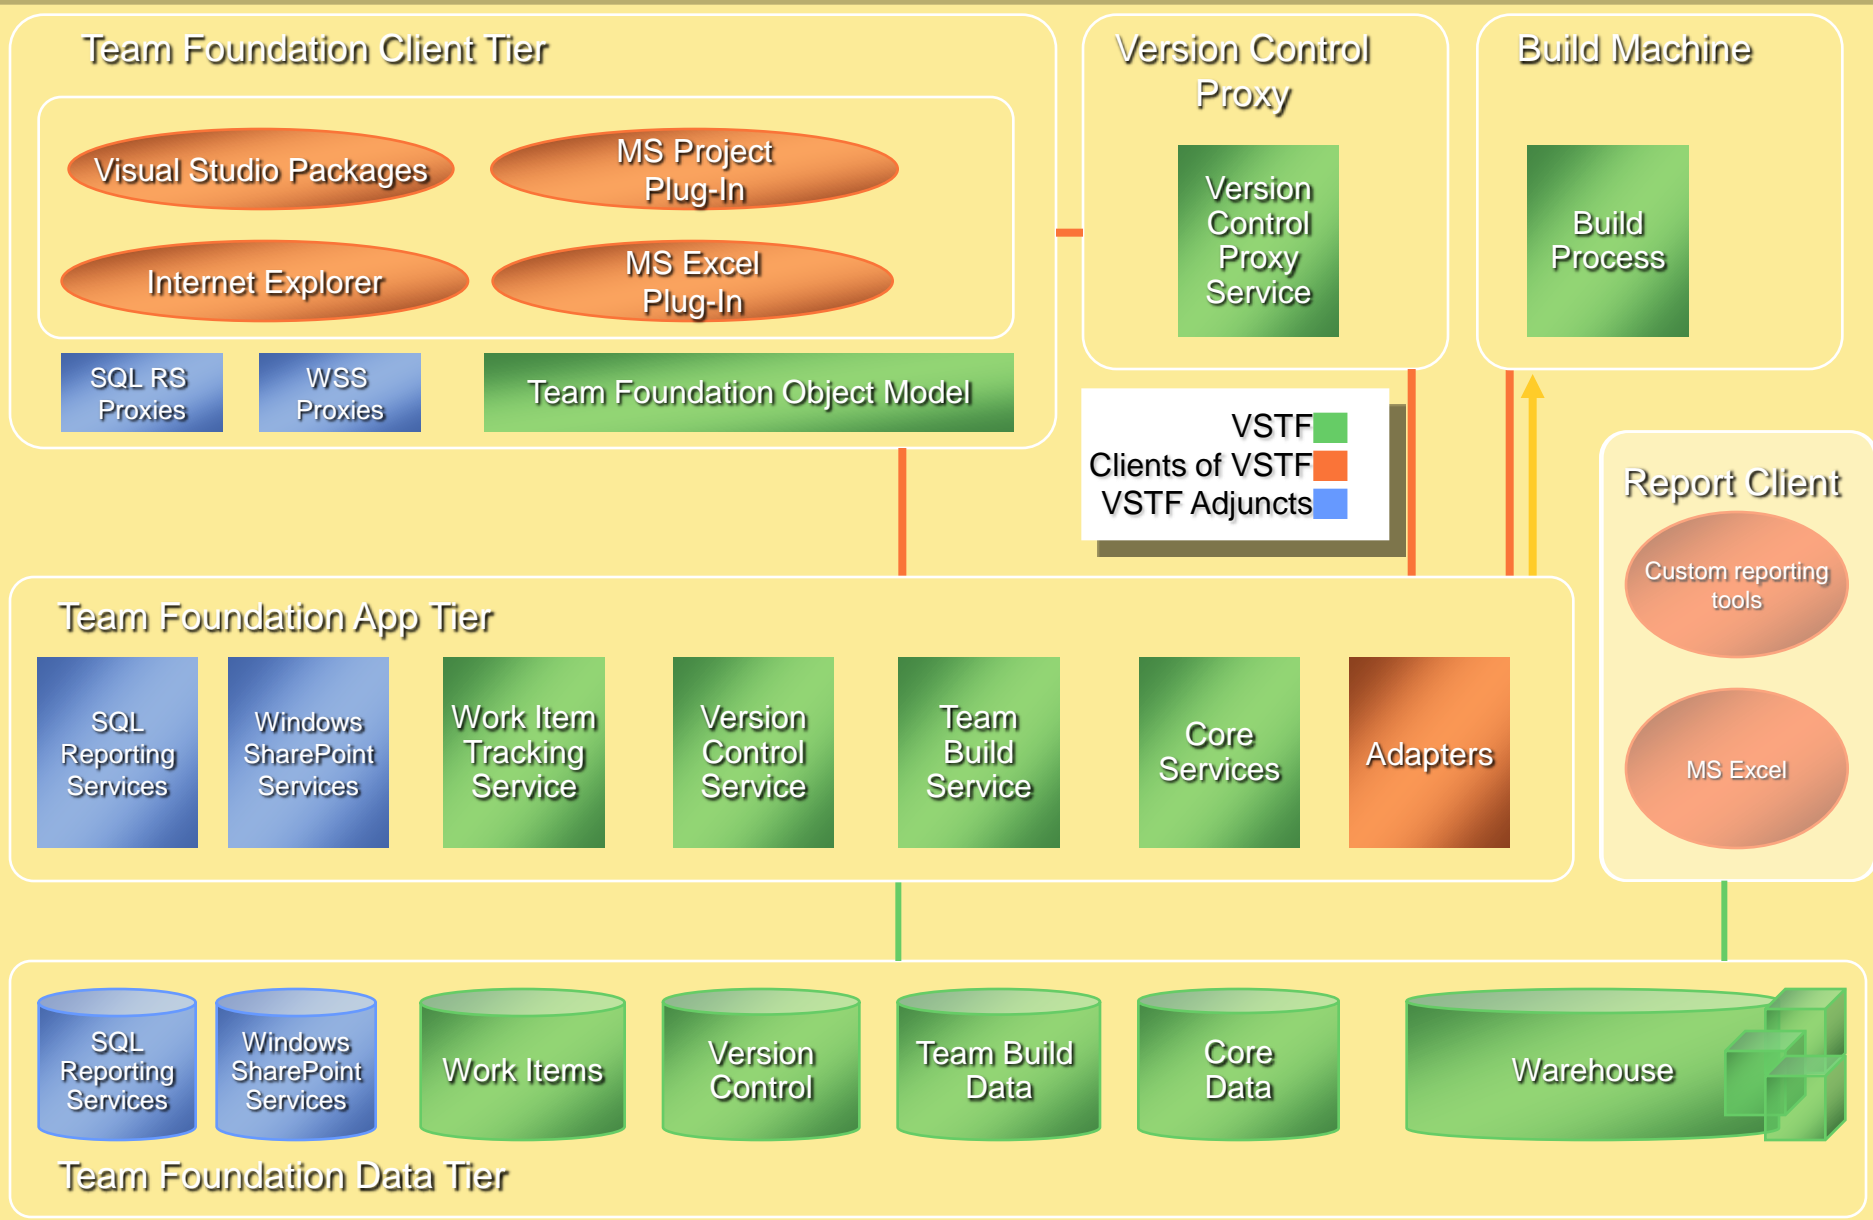 Team Foundation Client Tier
Visual Studio Packages
MS Project
Plug-In
Internet Explorer
MS Excel
Plug-In
SQL RS
Proxies
WSS
Proxies
Team Foundation Object Model
Version Control
Proxy
Version
Control
Proxy
Service
Build Machine
Build
Process
VSTF
Clients of VSTF
VSTF Adjuncts
Report Client
Custom reporting
tools
MS Excel
Team Foundation App Tier
SQL
Reporting
Services
Windows
SharePoint
Services
Work Item
Tracking
Service
Version
Control
Service
Team
Build
Service
Core
Services
Adapters
SQL
Reporting
Services
Windows
SharePoint
Services
Work Items
Version
Control
Team Build
Data
Core
Data
Warehouse
Team Foundation Data Tier